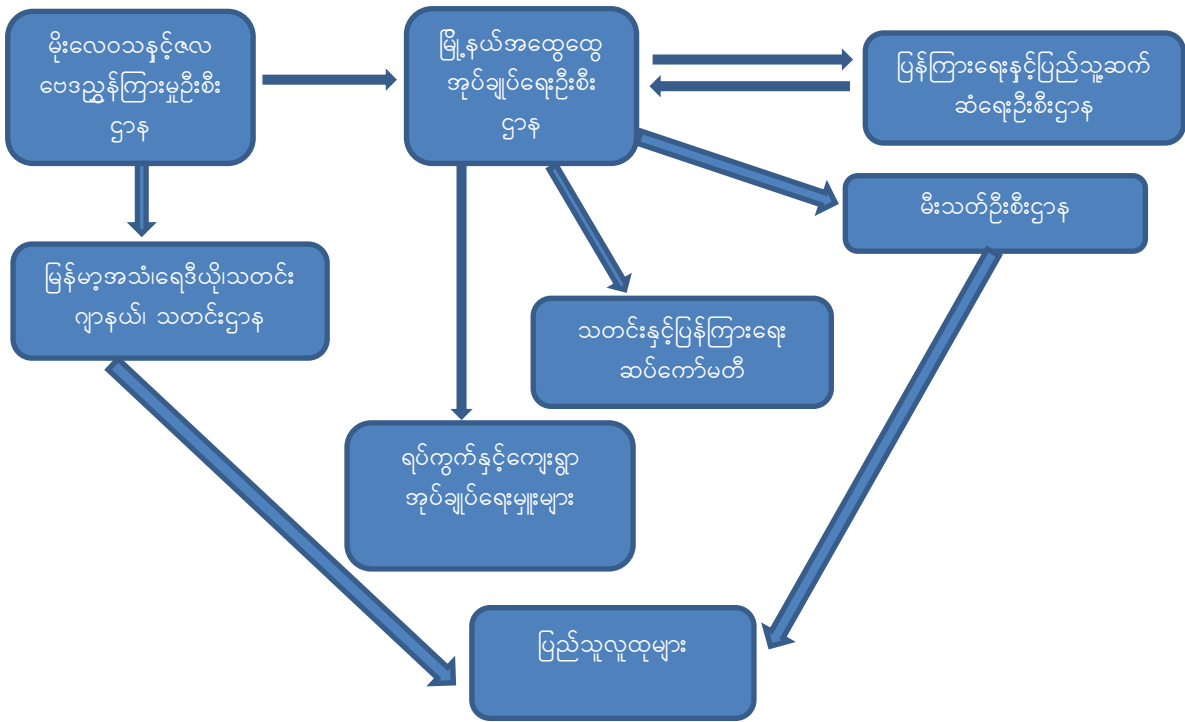 မိုးလေဝသနှင့်ဇလ
ဗေဒညွှန်ကြားမှုဦးစီး
ဌာန
မြို့နယ်အထွေထွေ
အုပ်ချုပ်ရေးဦးစီး
ဌာန
ပြန်ကြားရေးနှင့်ပြည်သူ့ဆက်
ဆံရေးဦးစီးဌာန
မီးသတ်ဦးစီးဌာန
မြန်မာ့အသံ၊ရေဒီယို၊သတင်း
ဂျာနယ်၊ သတင်းဌာန
သတင်းနှင့်ပြန်ကြားရေး
ဆပ်ကော်မတီ
ရပ်ကွက်နှင့်ကျေးရွာ
အုပ်ချုပ်ရေးမှူးများ
ပြည်သူလူထုများ